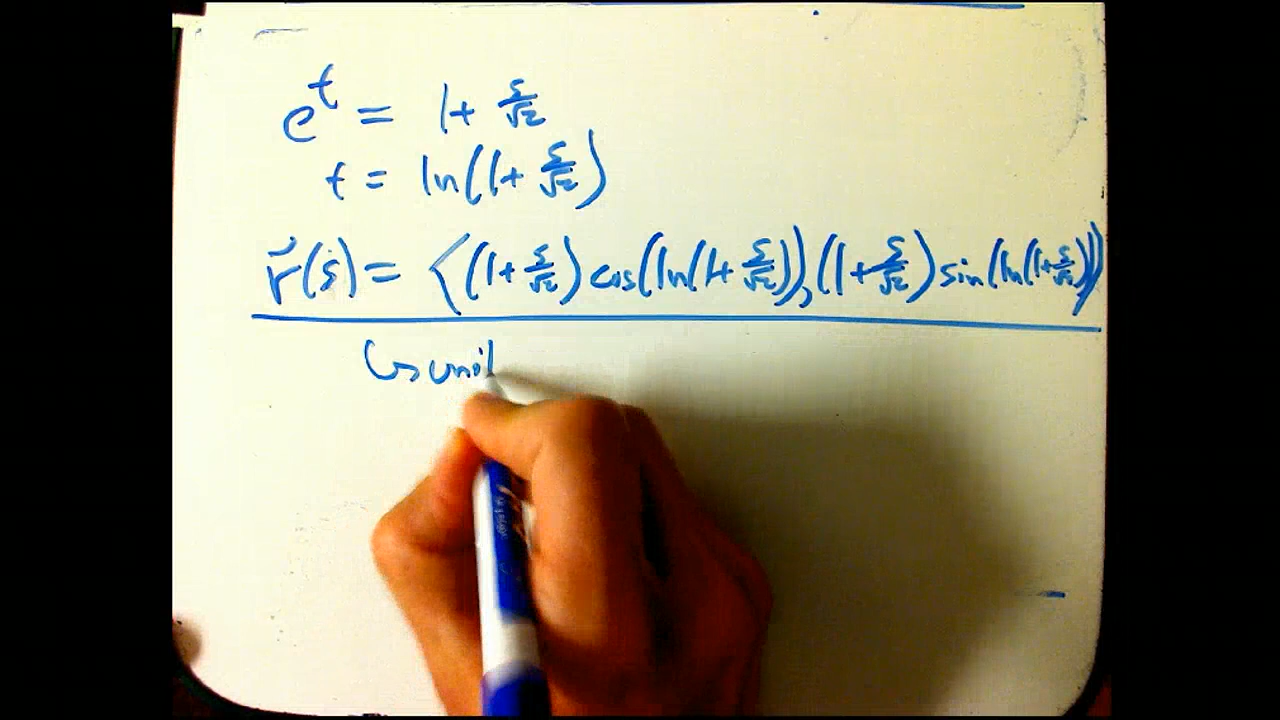 e^t = 1 + s/√2
t = ln(1 + s/√2)
r⃗(s) = ⟨(1 + s/√2) cos(ln(1 + s/√2)), (1 + s/√2) sin(ln(1 + s/√2))⟩
↳ unit